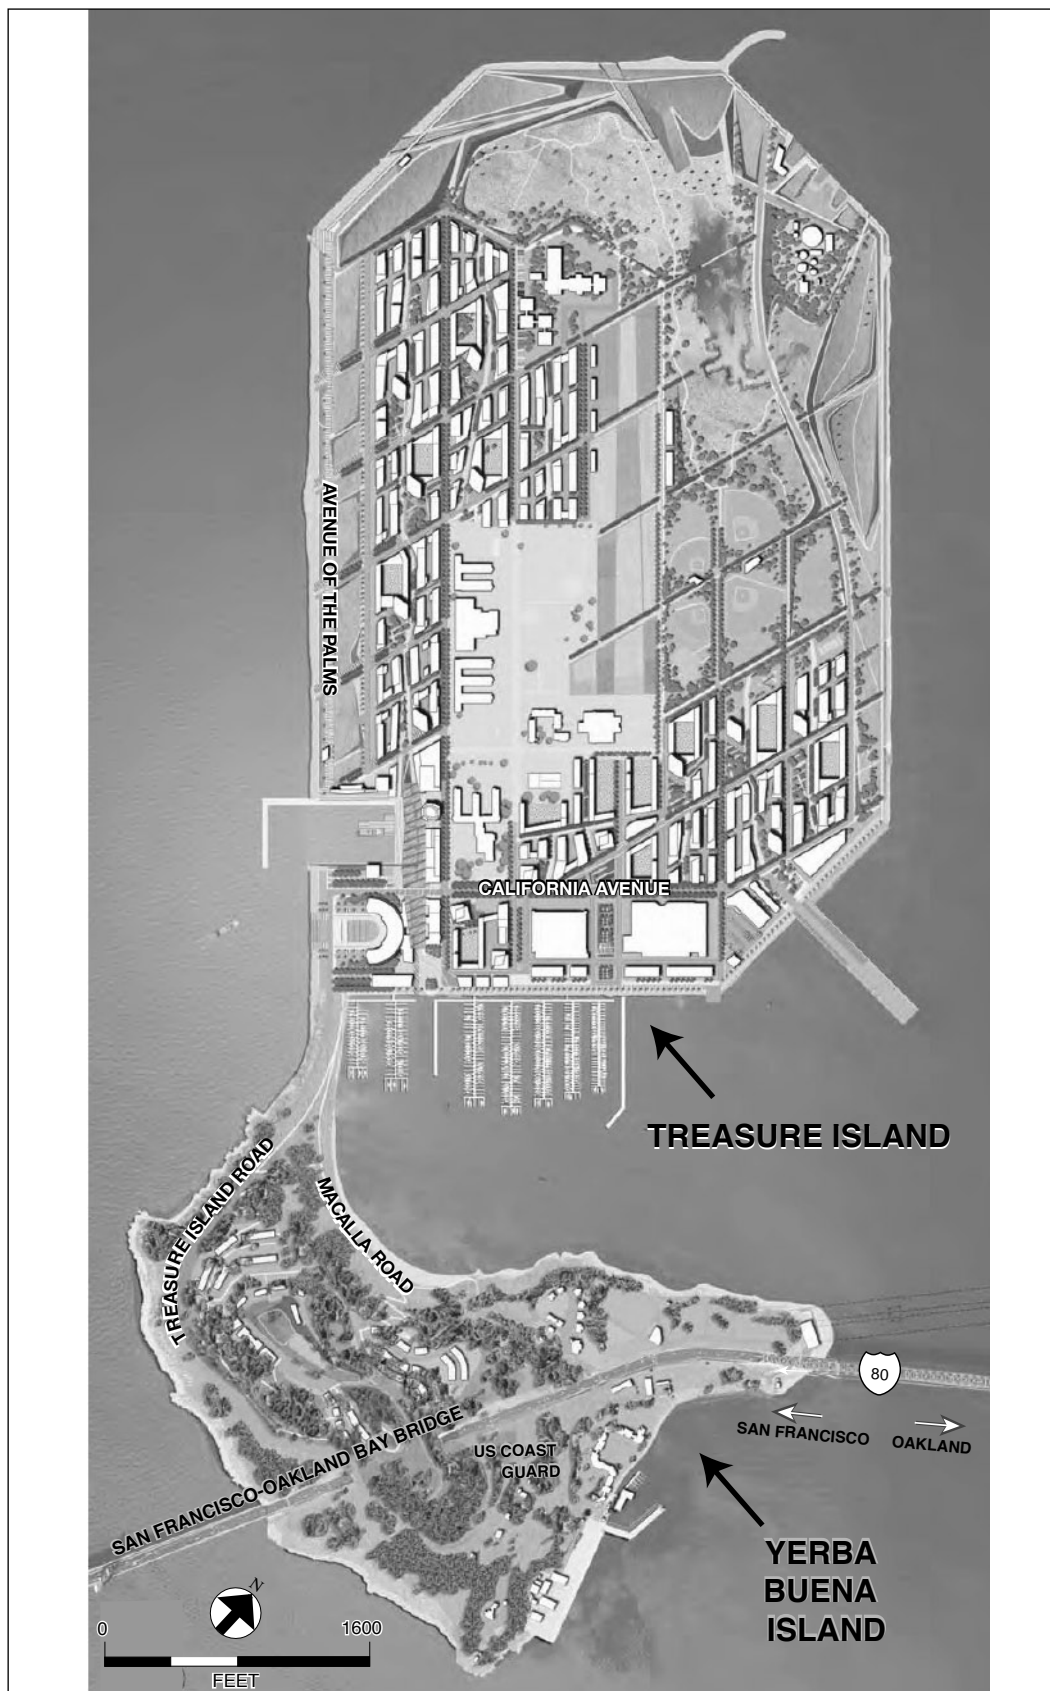 AVENUE OF THE PALMS
CALIFORNIA AVENUE
TREASURE ISLAND
TREASURE ISLAND ROAD
MACALLA ROAD
80
SAN FRANCISCO
OAKLAND
SAN FRANCISCO-OAKLAND BAY BRIDGE
US COAST
GUARD
YERBA
BUENA
ISLAND
N
0
1600
FEET